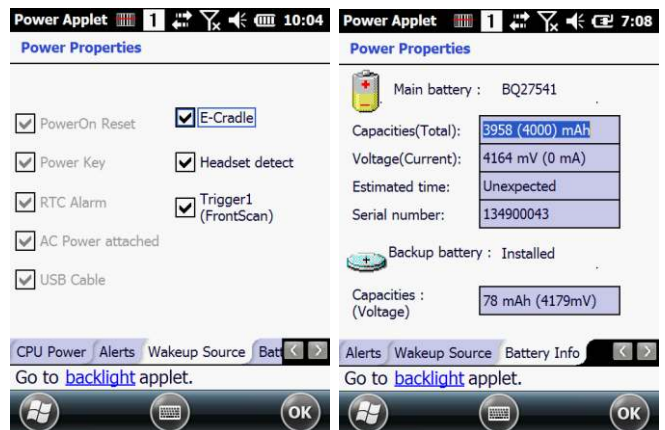 Power Applet 1 10:04
Power Properties
PowerOn Reset
E-Cradle
Power Key
Headset detect
RTC Alarm
Trigger1
(FrontScan)
AC Power attached
USB Cable
CPU Power Alerts Wakeup Source Batt
Go to backlight applet.
OK
Power Applet 1 7:08
Power Properties
Main battery : BQ27541
Capacities(Total): 3958 (4000) mAh
Voltage(Current): 4164 mV (0 mA)
Estimated time: Unexpected
Serial number: 134900043
Backup battery : Installed
Capacities : 78 mAh (4179mV)
(Voltage)
Alerts Wakeup Source Battery Info
Go to backlight applet.
OK